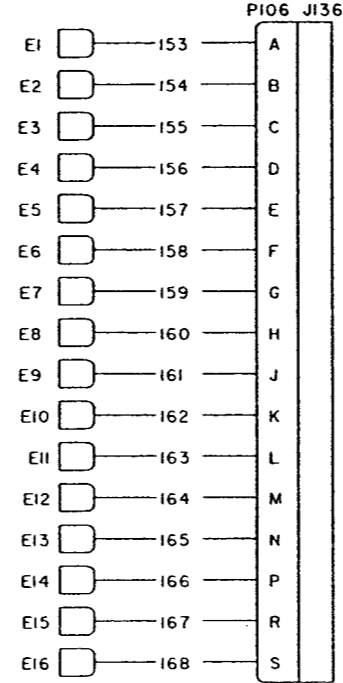 P106 J136
E1 153 A
E2 154 B
E3 155 C
E4 156 D
E5 157 E
E6 158 F
E7 159 G
E8 160 H
E9 161 J
E10 162 K
E11 163 L
E12 164 M
E13 165 N
E14 166 P
E15 167 R
E16 168 S